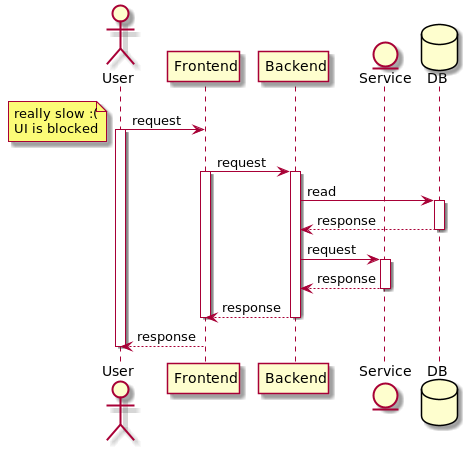 User
Frontend
Backend
Service
DB
really slow :(
UI is blocked
request
request
read
response
request
response
response
response
User
Frontend
Backend
Service
DB